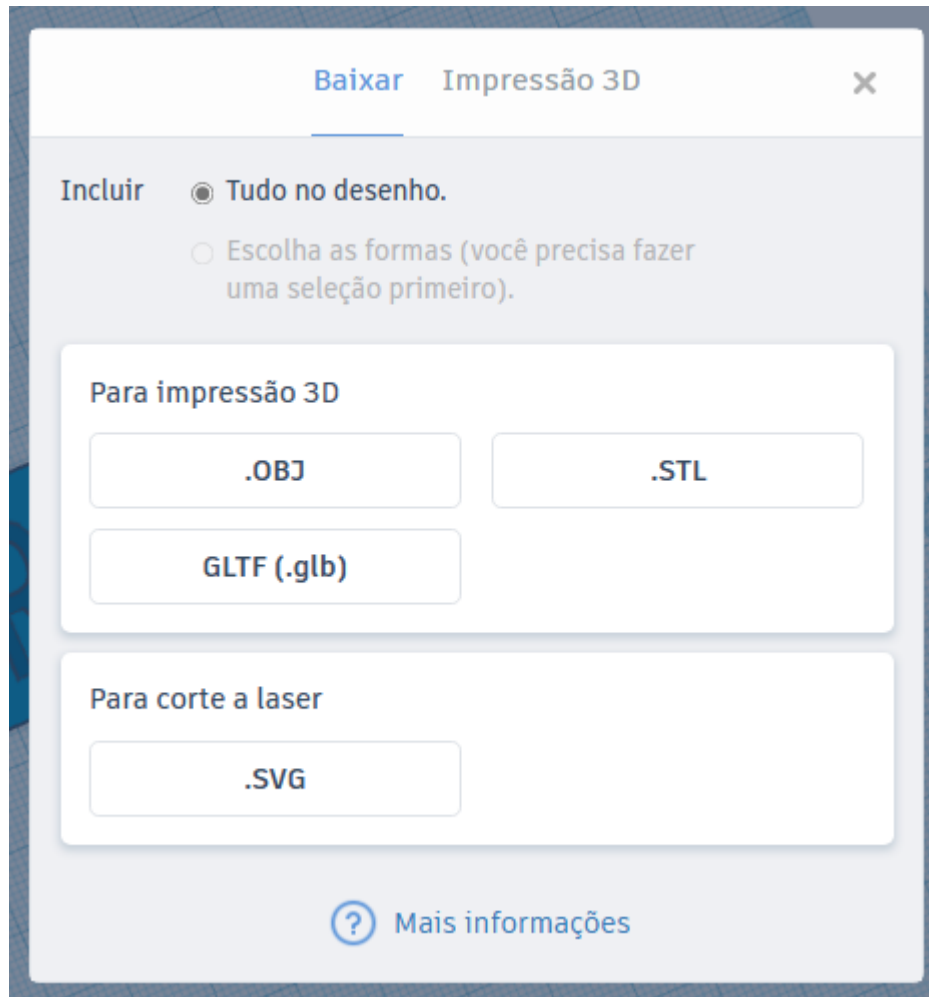 Baixar Impressão 3D
Incluir Tudo no desenho.
Escolha as formas (você precisa fazer
uma seleção primeiro).
Para impressão 3D
.OBJ .STL
GLTF (.glb)
Para corte a laser
.SVG
? Mais informações